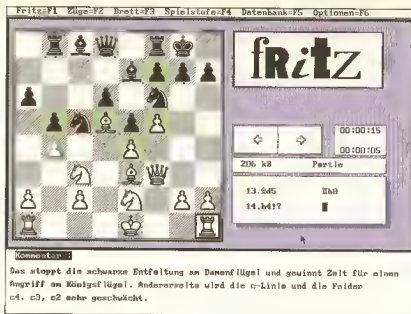 Fritz=F1 Züge=F2 Brett=F3 Spielstufe=F4 Datenbank=F5 Optionen=F6
fRitZ
00:00:15
00:00:05
206 kB Partie
13.♗d5 ♖b8
14.b4!?
Kommentar :
Das stoppt die schwarze Entfaltung am Damenflügel und gewinnt Zeit für einen
Angriff am Königsflügel. Andererseits wird die c-Linie und die Felder
c4, c3, c2 sehr geschwächt.